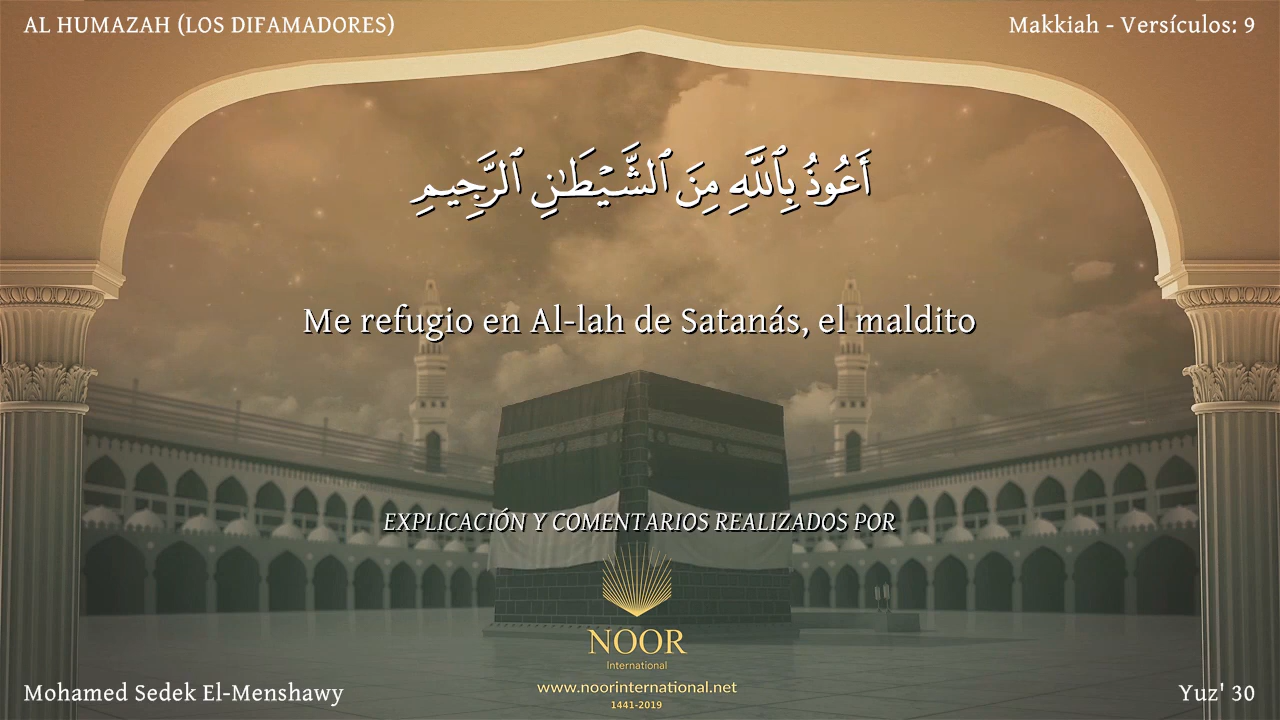 AL HUMAZAH (LOS DIFAMADORES)
Makkiah - Versículos: 9
أَعُوذُ بِٱللَّهِ مِنَ ٱلشَّيْطَٰنِ ٱلرَّجِيمِ
Me refugio en Al-lah de Satanás, el maldito
EXPLICACIÓN Y COMENTARIOS REALIZADOS POR
NOOR
International
www.noorinternational.net
1441-2019
Mohamed Sedek El-Menshawy
Yuz' 30